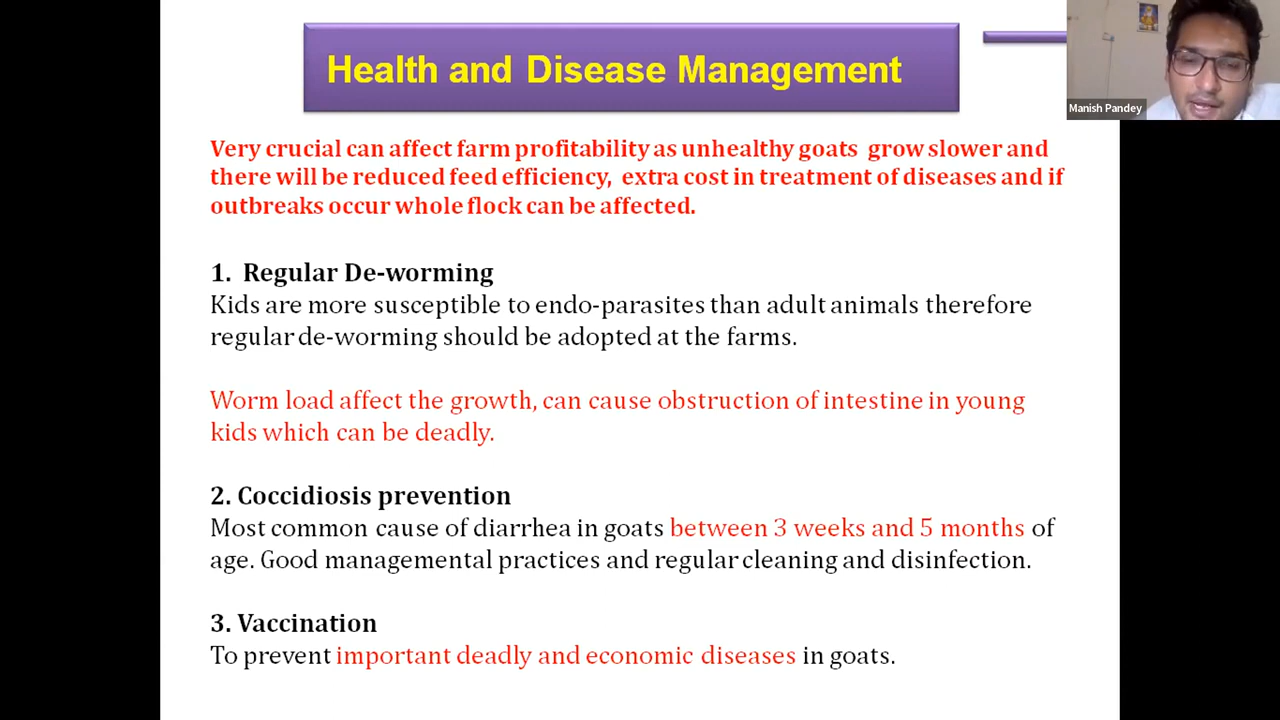 Health and Disease Management
Manish Pandey
Very crucial can affect farm profitability as unhealthy goats grow slower and
there will be reduced feed efficiency, extra cost in treatment of diseases and if
outbreaks occur whole flock can be affected.
1. Regular De-worming
Kids are more susceptible to endo-parasites than adult animals therefore
regular de-worming should be adopted at the farms.
Worm load affect the growth, can cause obstruction of intestine in young
kids which can be deadly.
2. Coccidiosis prevention
Most common cause of diarrhea in goats between 3 weeks and 5 months of
age. Good managemental practices and regular cleaning and disinfection.
3. Vaccination
To prevent important deadly and economic diseases in goats.